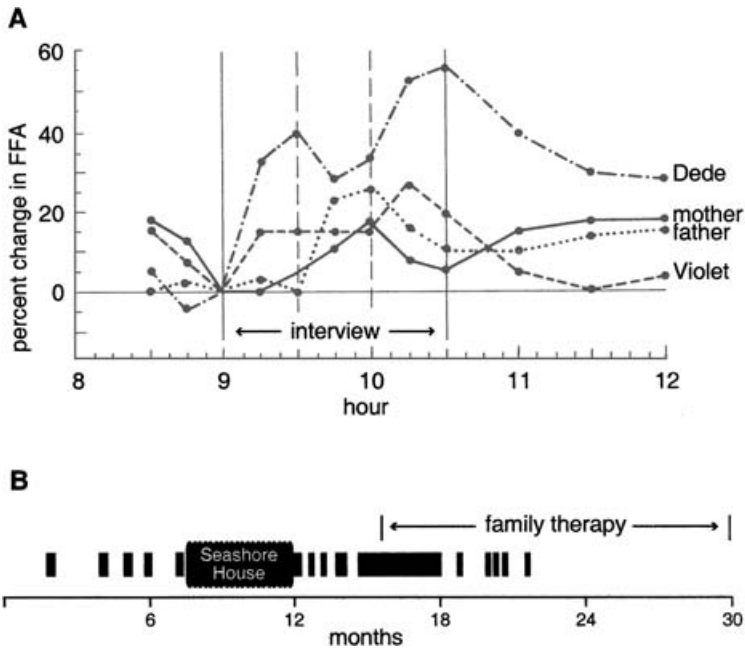 A
percent change in FFA
60
40
20
0
Dede
mother
father
Violet
interview
8
9
10
11
12
hour
B
family therapy
Seashore
House
6
12
18
24
30
months